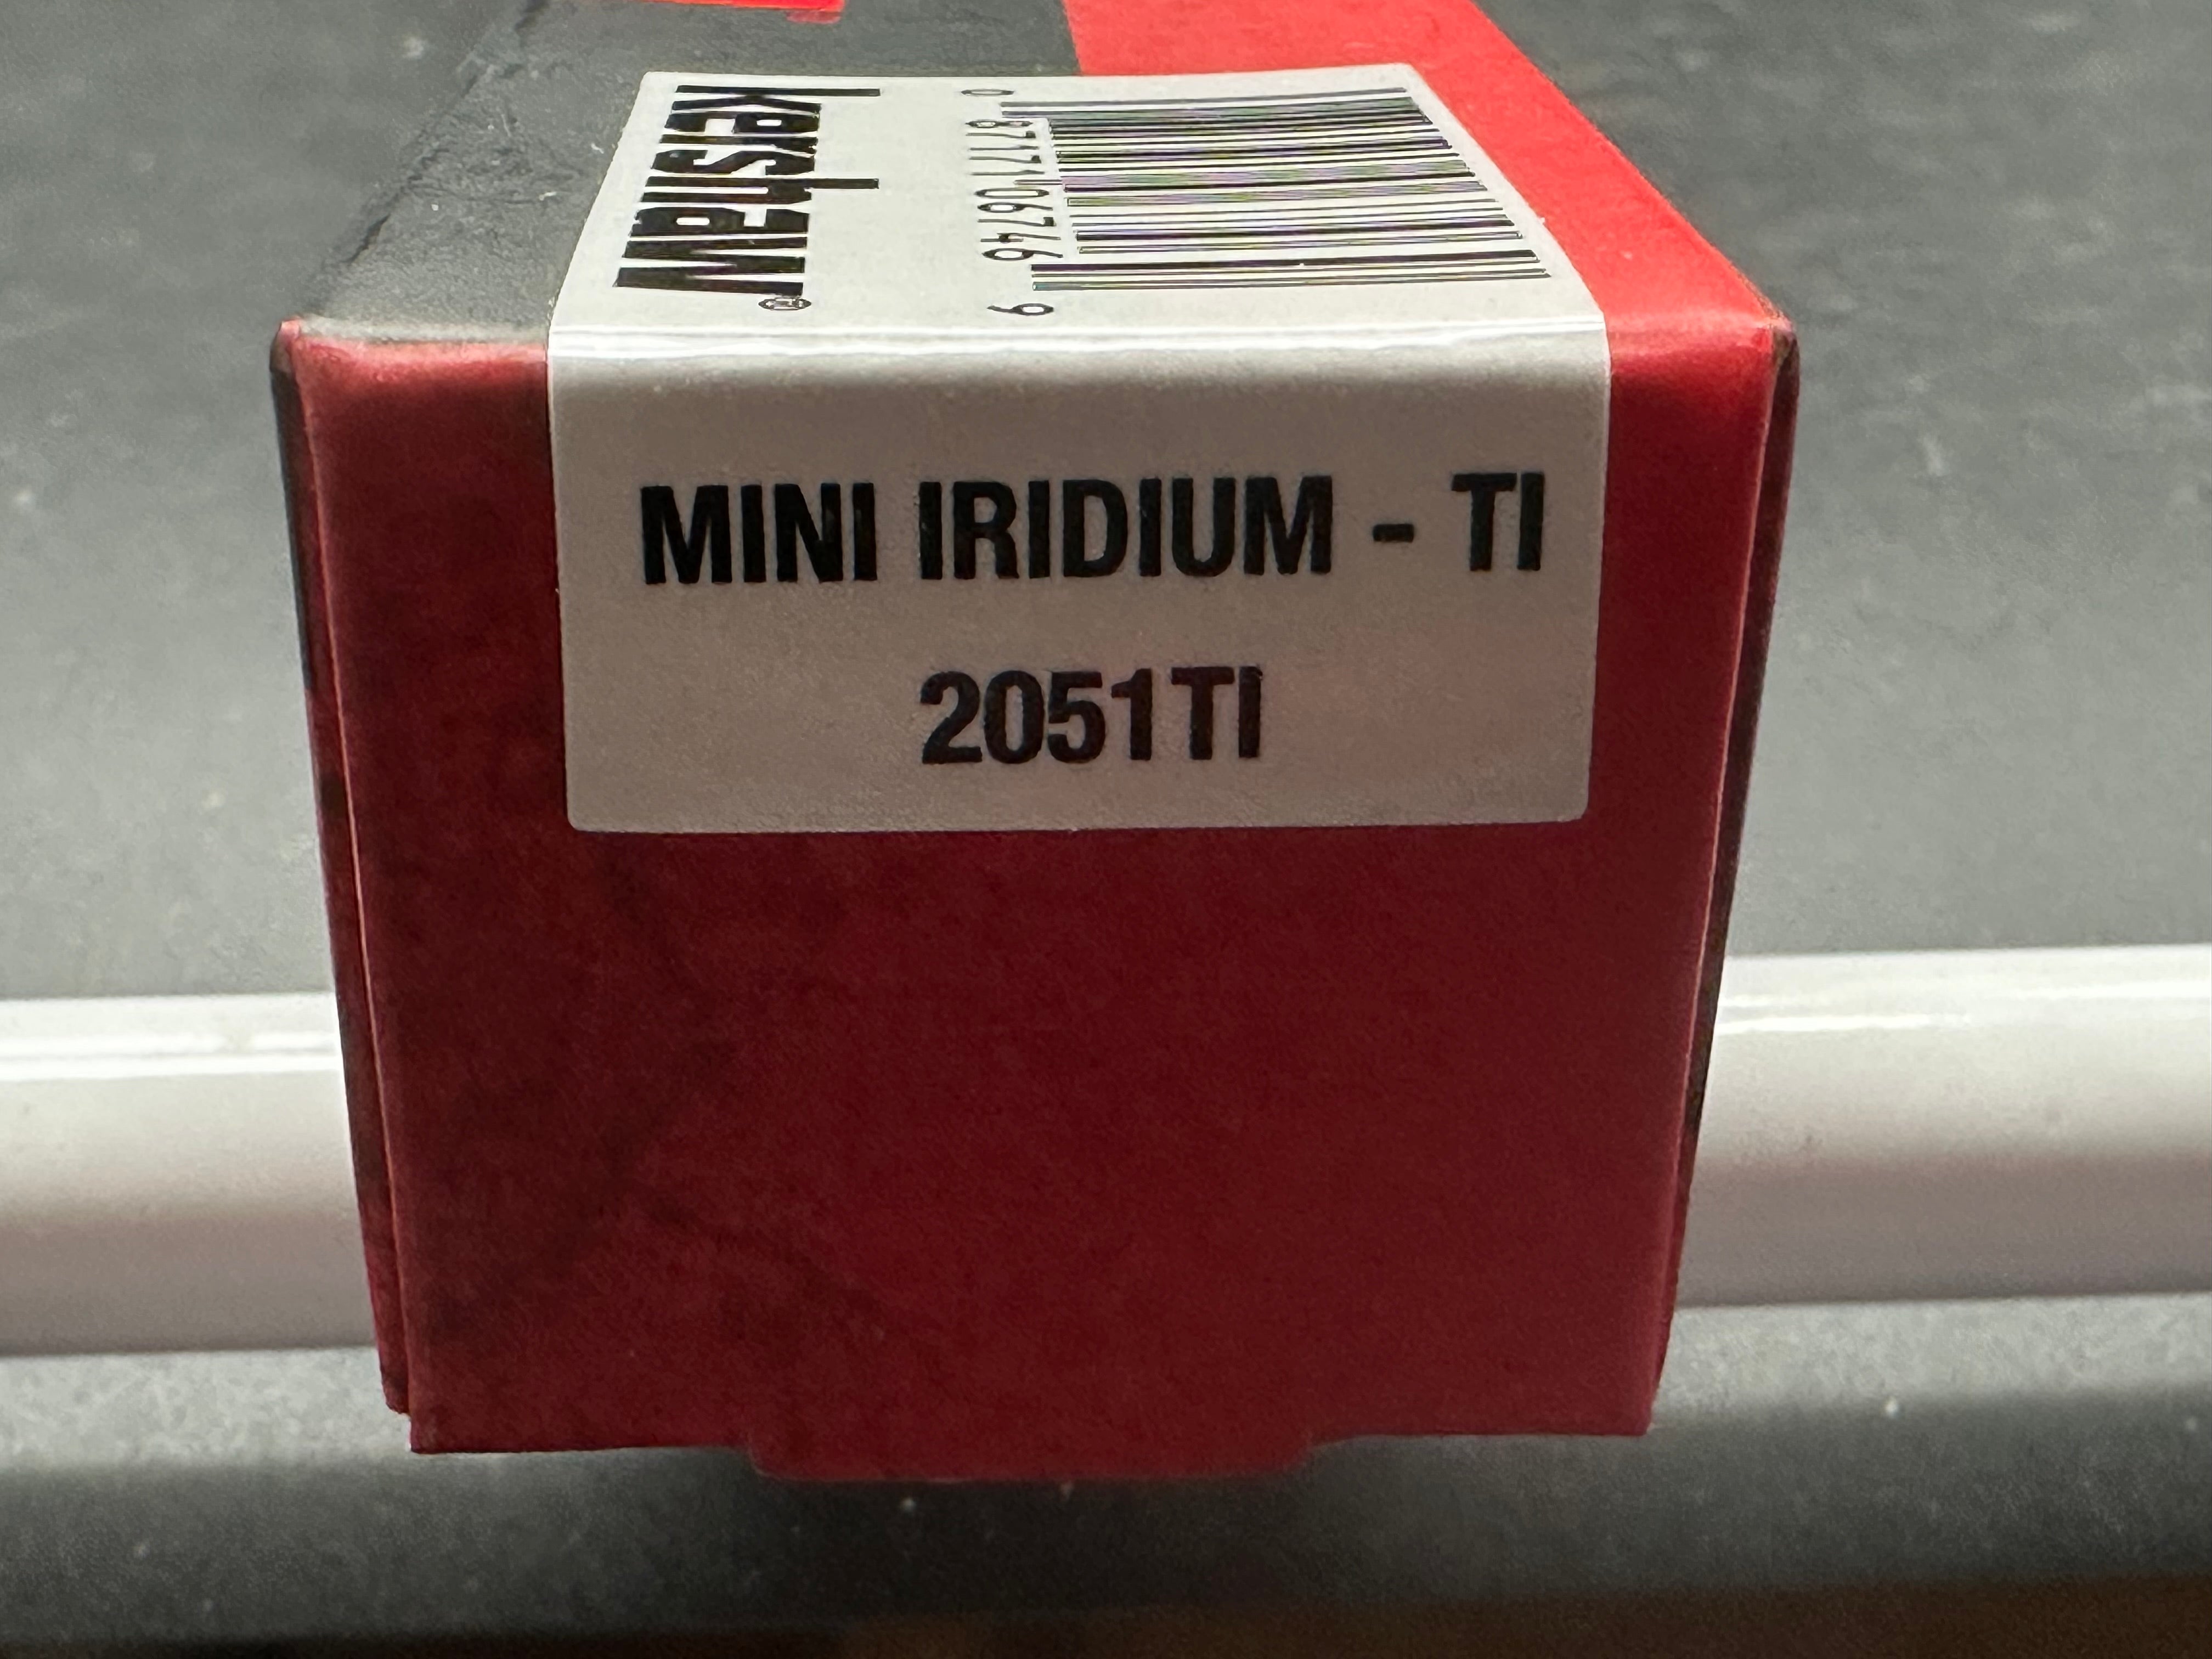 kershaw®
0 87171 06746 9
MINI IRIDIUM - TI
2051TI